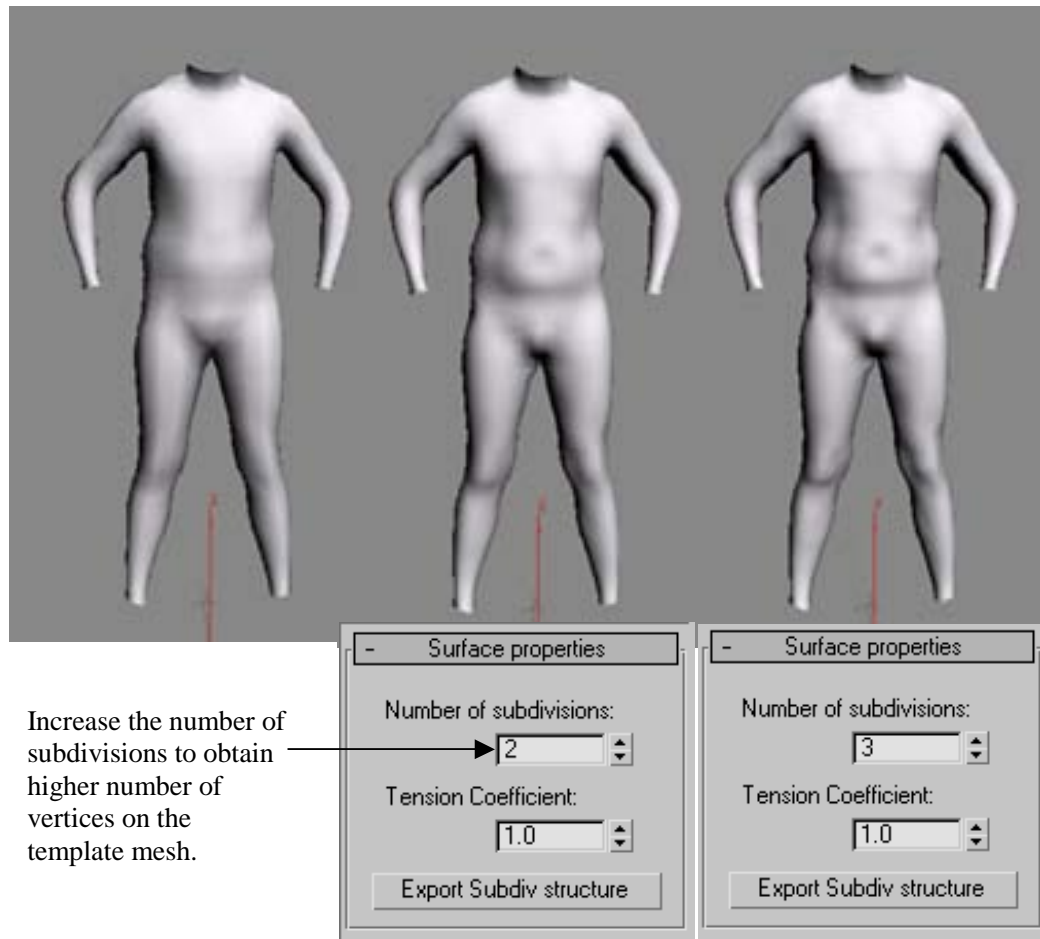 Increase the number of
subdivisions to obtain
higher number of
vertices on the
template mesh.
- Surface properties
Number of subdivisions:
2
Tension Coefficient:
1.0
Export Subdiv structure
- Surface properties
Number of subdivisions:
3
Tension Coefficient:
1.0
Export Subdiv structure